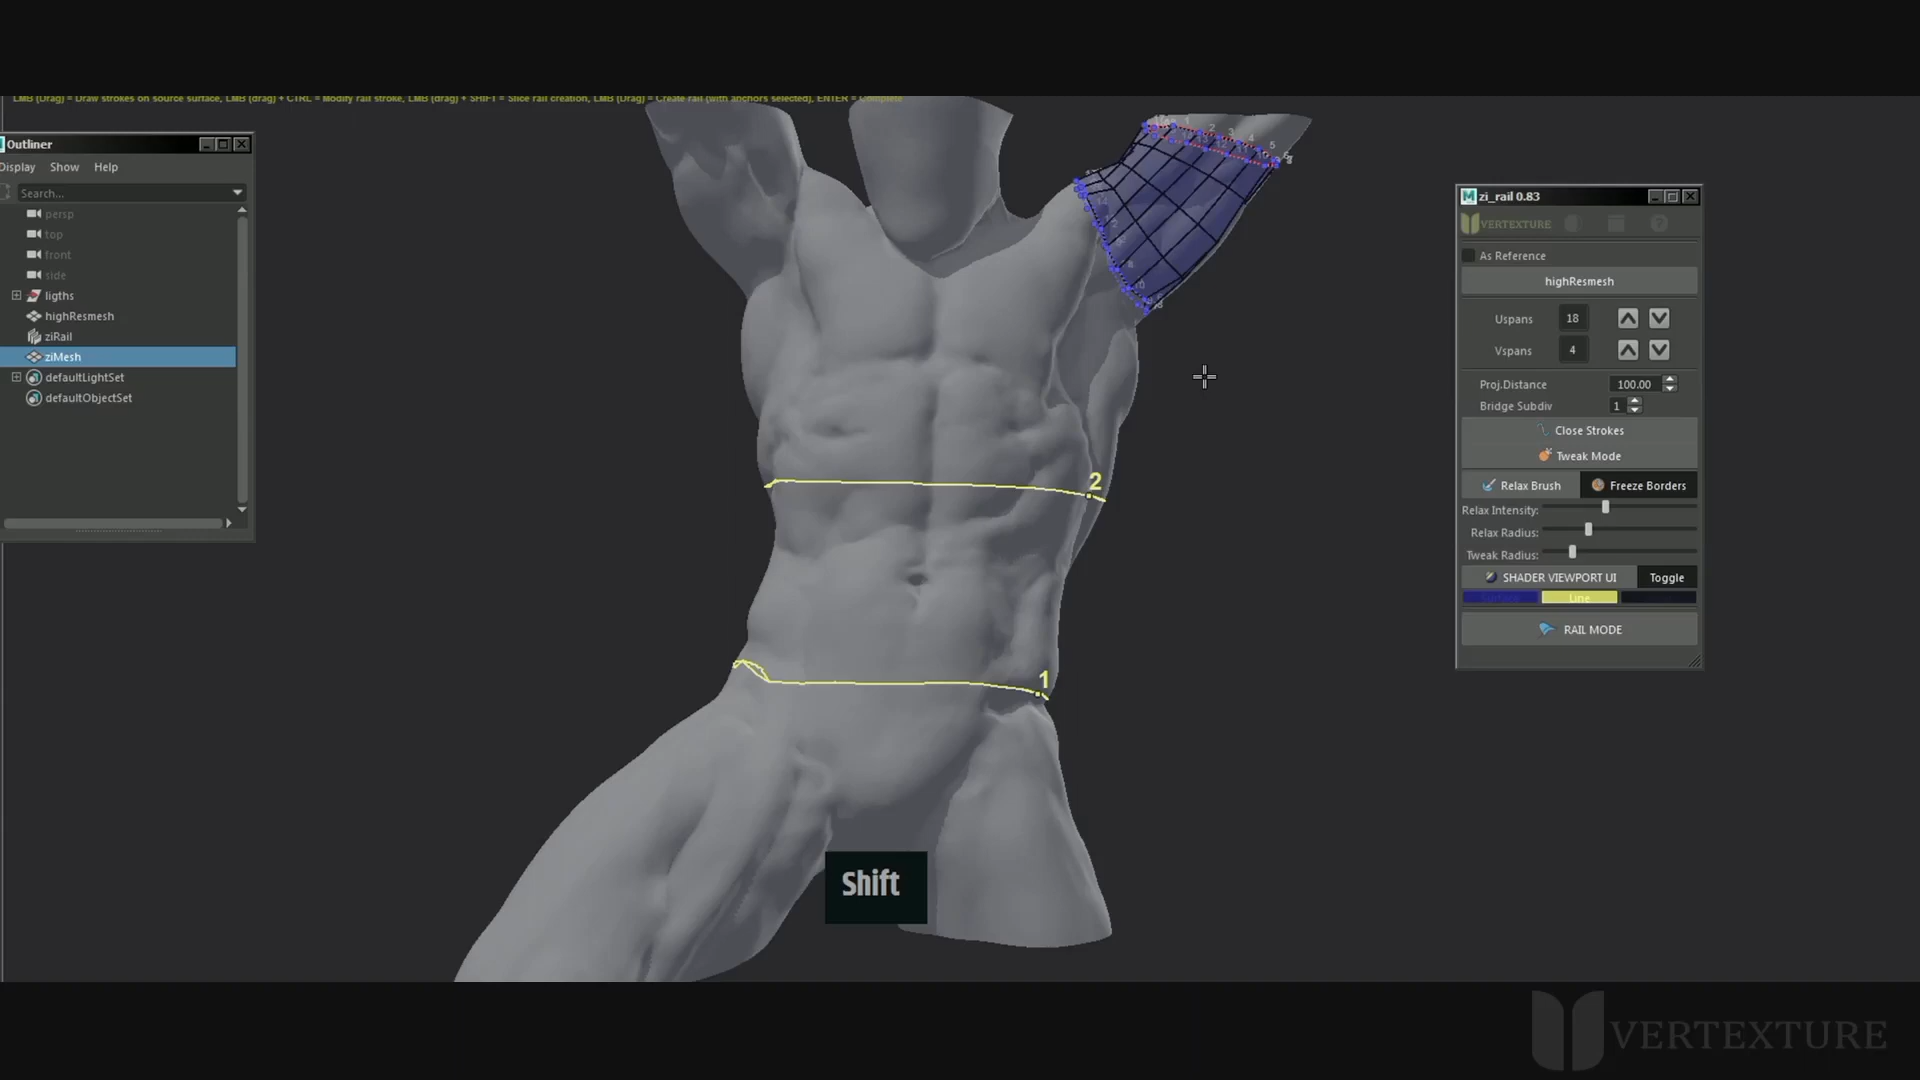 LMB (Drag) = Draw strokes on source surface, LMB (drag) + CTRL = Modify rail stroke, LMB (drag) + SHIFT = Slice rail creation, LMB (Drag) = Create rail (with anchors selected), ENTER = Complete
Outliner
Display Show Help
Search...
persp
top
front
side
ligths
highResmesh
ziRail
ziMesh
defaultLightSet
defaultObjectSet
2
1
Shift
zi_rail 0.83
VERTEXTURE
As Reference
highResmesh
Uspans 18
Vspans 4
Proj.Distance 100.00
Bridge Subdiv 1
Close Strokes
Tweak Mode
Relax Brush Freeze Borders
Relax Intensity:
Relax Radius:
Tweak Radius:
SHADER VIEWPORT UI Toggle
Line
RAIL MODE
VERTEXTURE